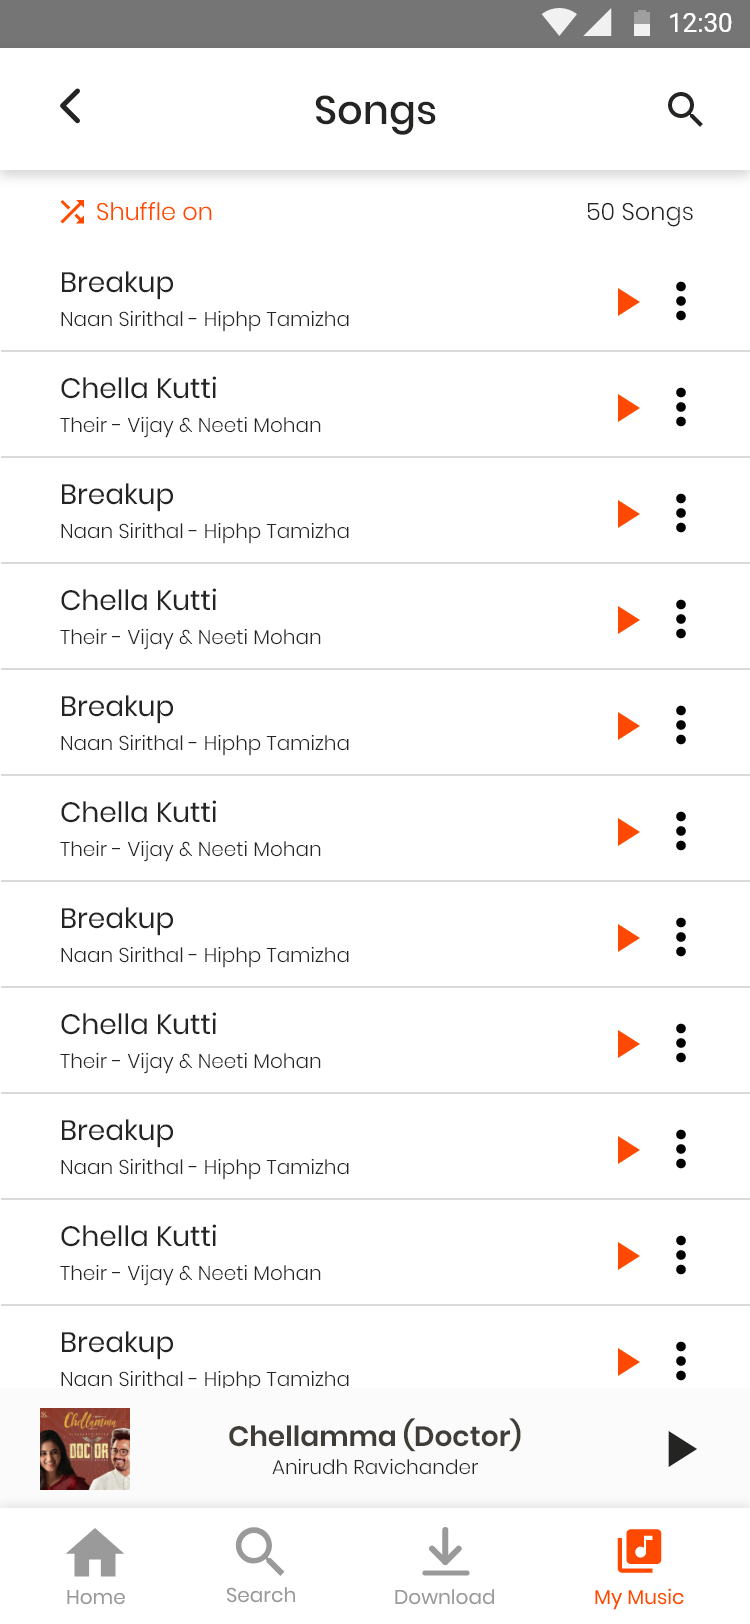 12:30
Songs
Shuffle on
50 Songs
Breakup
Naan Sirithal - Hiphp Tamizha
Chella Kutti
Their - Vijay & Neeti Mohan
Breakup
Naan Sirithal - Hiphp Tamizha
Chella Kutti
Their - Vijay & Neeti Mohan
Breakup
Naan Sirithal - Hiphp Tamizha
Chella Kutti
Their - Vijay & Neeti Mohan
Breakup
Naan Sirithal - Hiphp Tamizha
Chella Kutti
Their - Vijay & Neeti Mohan
Breakup
Naan Sirithal - Hiphp Tamizha
Chella Kutti
Their - Vijay & Neeti Mohan
Breakup
Naan Sirithal - Hiphp Tamizha
Chellamma
DOCTOR
Chellamma (Doctor)
Anirudh Ravichander
Home
Search
Download
My Music